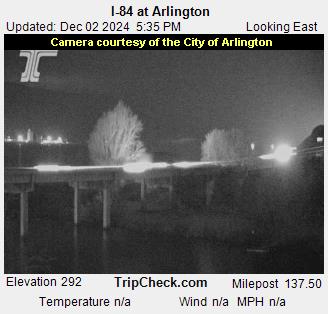 I-84 at Arlington
Updated: Dec 02 2024 5:35 PM Looking East
Camera courtesy of the City of Arlington
Elevation 292 TripCheck.com Milepost 137.50
Temperature n/a Wind n/a MPH n/a